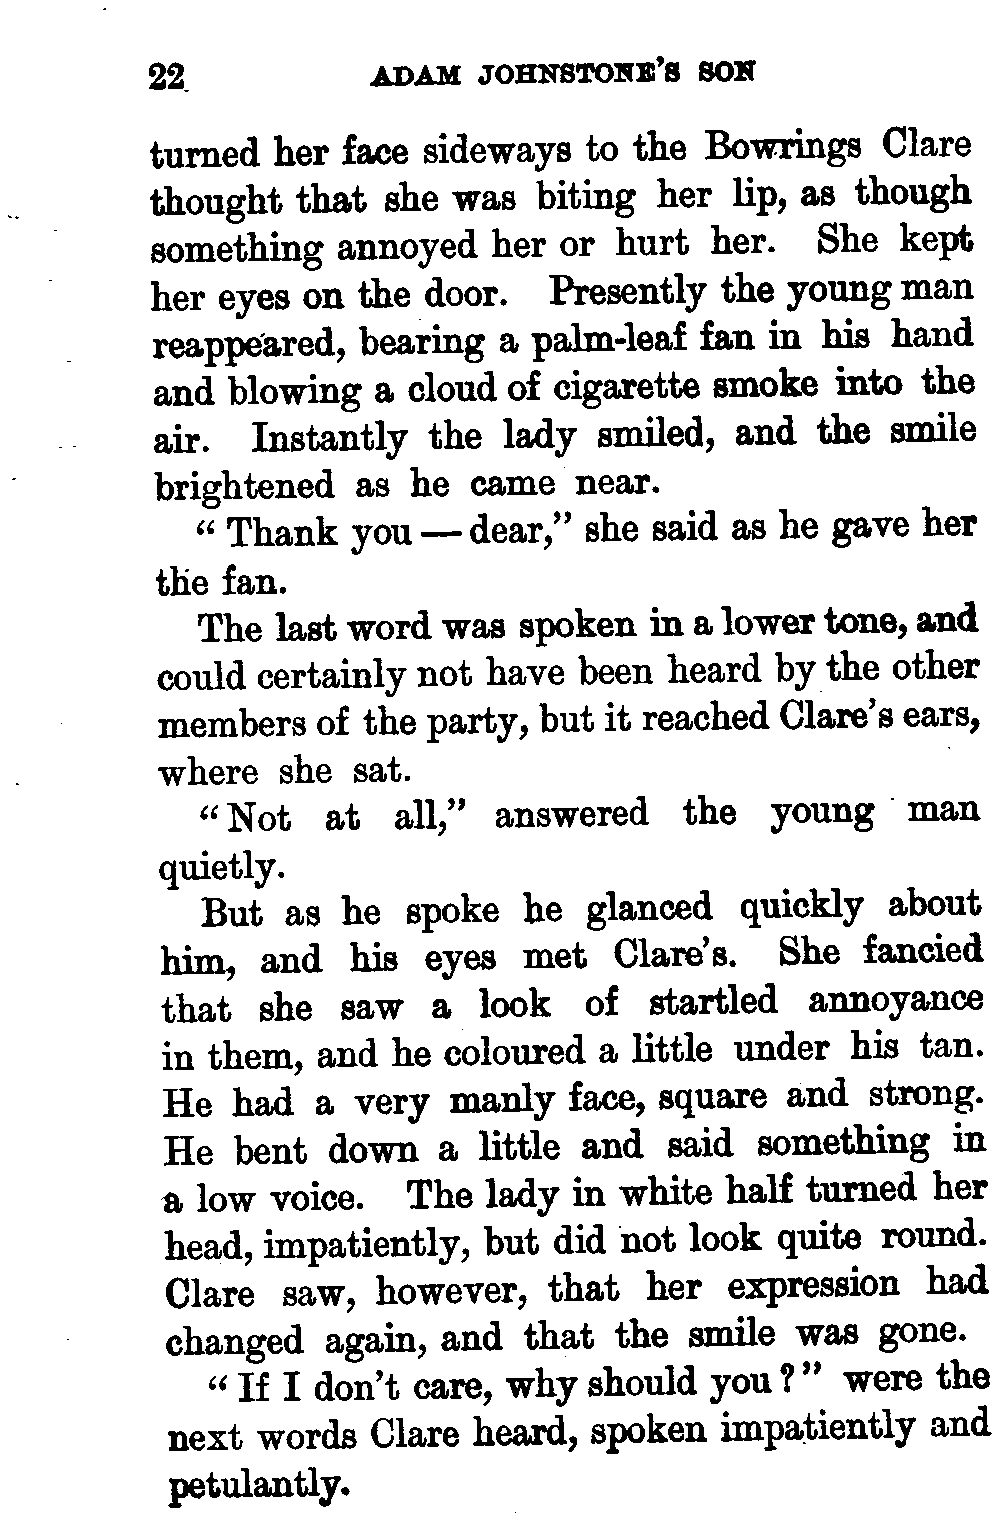 22 ADAM JOHNSTONE'S SON
turned her face sideways to the Bowrings Clare
thought that she was biting her lip, as though
something annoyed her or hurt her. She kept
her eyes on the door. Presently the young man
reappeared, bearing a palm-leaf fan in his hand
and blowing a cloud of cigarette smoke into the
air. Instantly the lady smiled, and the smile
brightened as he came near.
“Thank you — dear,” she said as he gave her
the fan.
The last word was spoken in a lower tone, and
could certainly not have been heard by the other
members of the party, but it reached Clare's ears,
where she sat.
“Not at all,” answered the young man
quietly.
But as he spoke he glanced quickly about
him, and his eyes met Clare's. She fancied
that she saw a look of startled annoyance
in them, and he coloured a little under his tan.
He had a very manly face, square and strong.
He bent down a little and said something in
a low voice. The lady in white half turned her
head, impatiently, but did not look quite round.
Clare saw, however, that her expression had
changed again, and that the smile was gone.
“If I don't care, why should you?” were the
next words Clare heard, spoken impatiently and
petulantly.